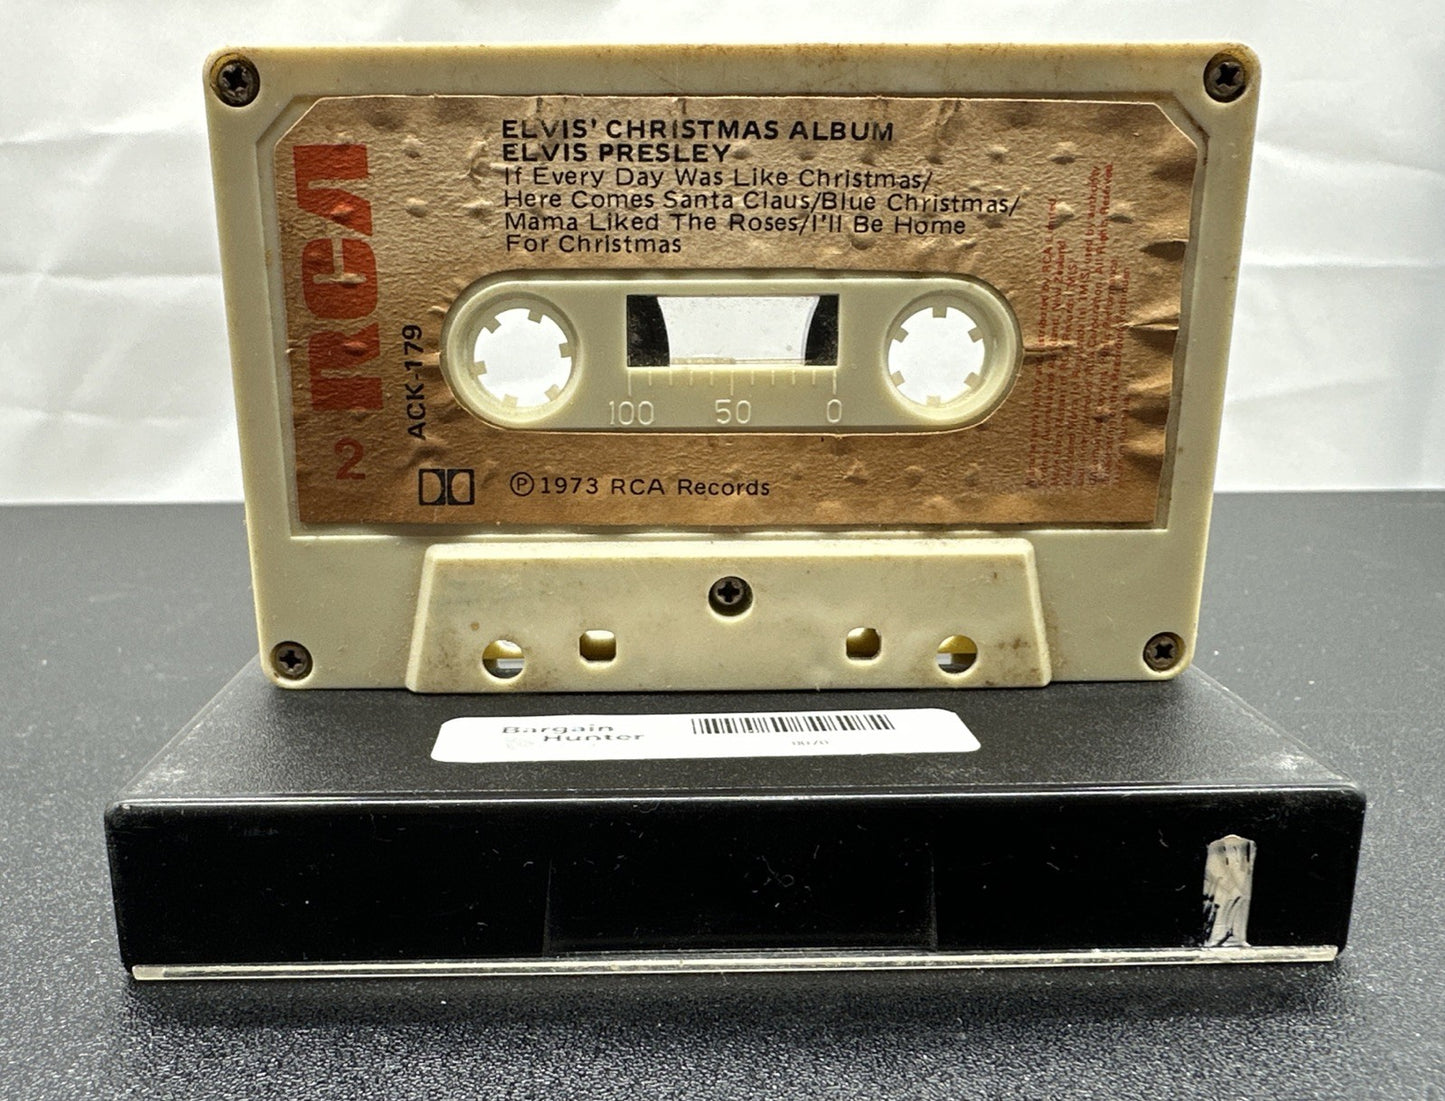 ELVIS' CHRISTMAS ALBUM
ELVIS PRESLEY
If Every Day Was Like Christmas/
Here Comes Santa Claus/Blue Christmas/
Mama Liked The Roses/I'll Be Home
For Christmas
RCA
2
ACK-179
100 50 0
Ⓟ1973 RCA Records
Bargain
Hunter